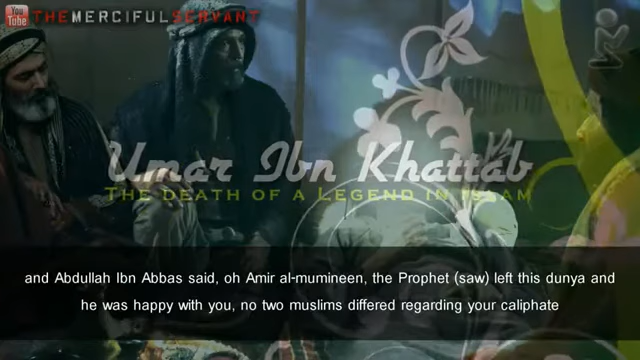 You Tube THEMERCIFULSERVANT
Umar Ibn Khattab
THE DEATH OF A LEGEND IN ISLAM
and Abdullah Ibn Abbas said, oh Amir al-mumineen, the Prophet (saw) left this dunya and
he was happy with you, no two muslims differed regarding your caliphate